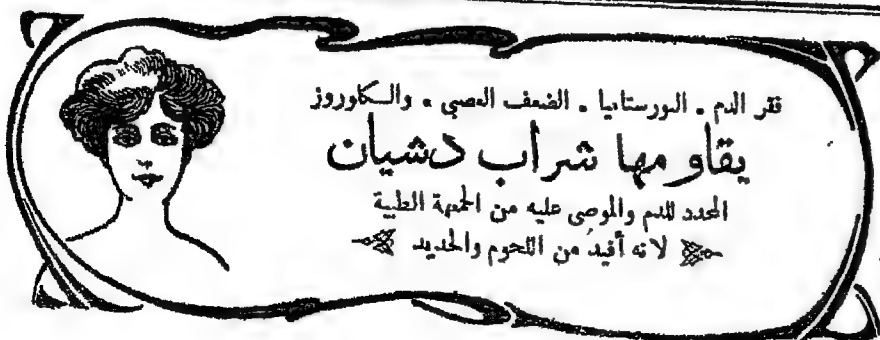 فقر الدم . النورستانيا . الضعف العصبي . والكلوروز
يقاومها شراب دشيان
المجدد للدم والموصى عليه من الجمعية الطبية
لانه أفيدُ من اللحوم والحديد